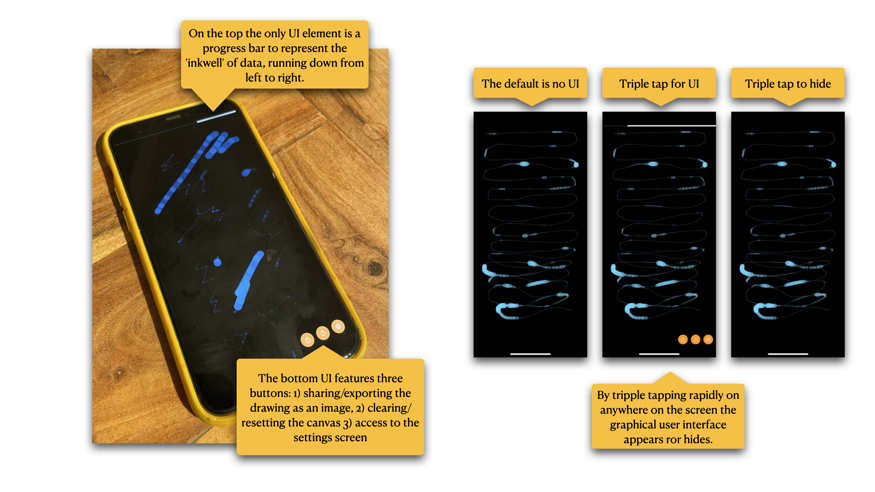 On the top the only UI element is a
progress bar to represent the
'inkwell' of data, running down from
left to right.
The bottom UI features three
buttons: 1) sharing/exporting the
drawing as an image, 2) clearing/
resetting the canvas 3) access to the
settings screen
The default is no UI
Triple tap for UI
Triple tap to hide
By tripple tapping rapidly on
anywhere on the screen the
graphical user interface
appears ror hides.